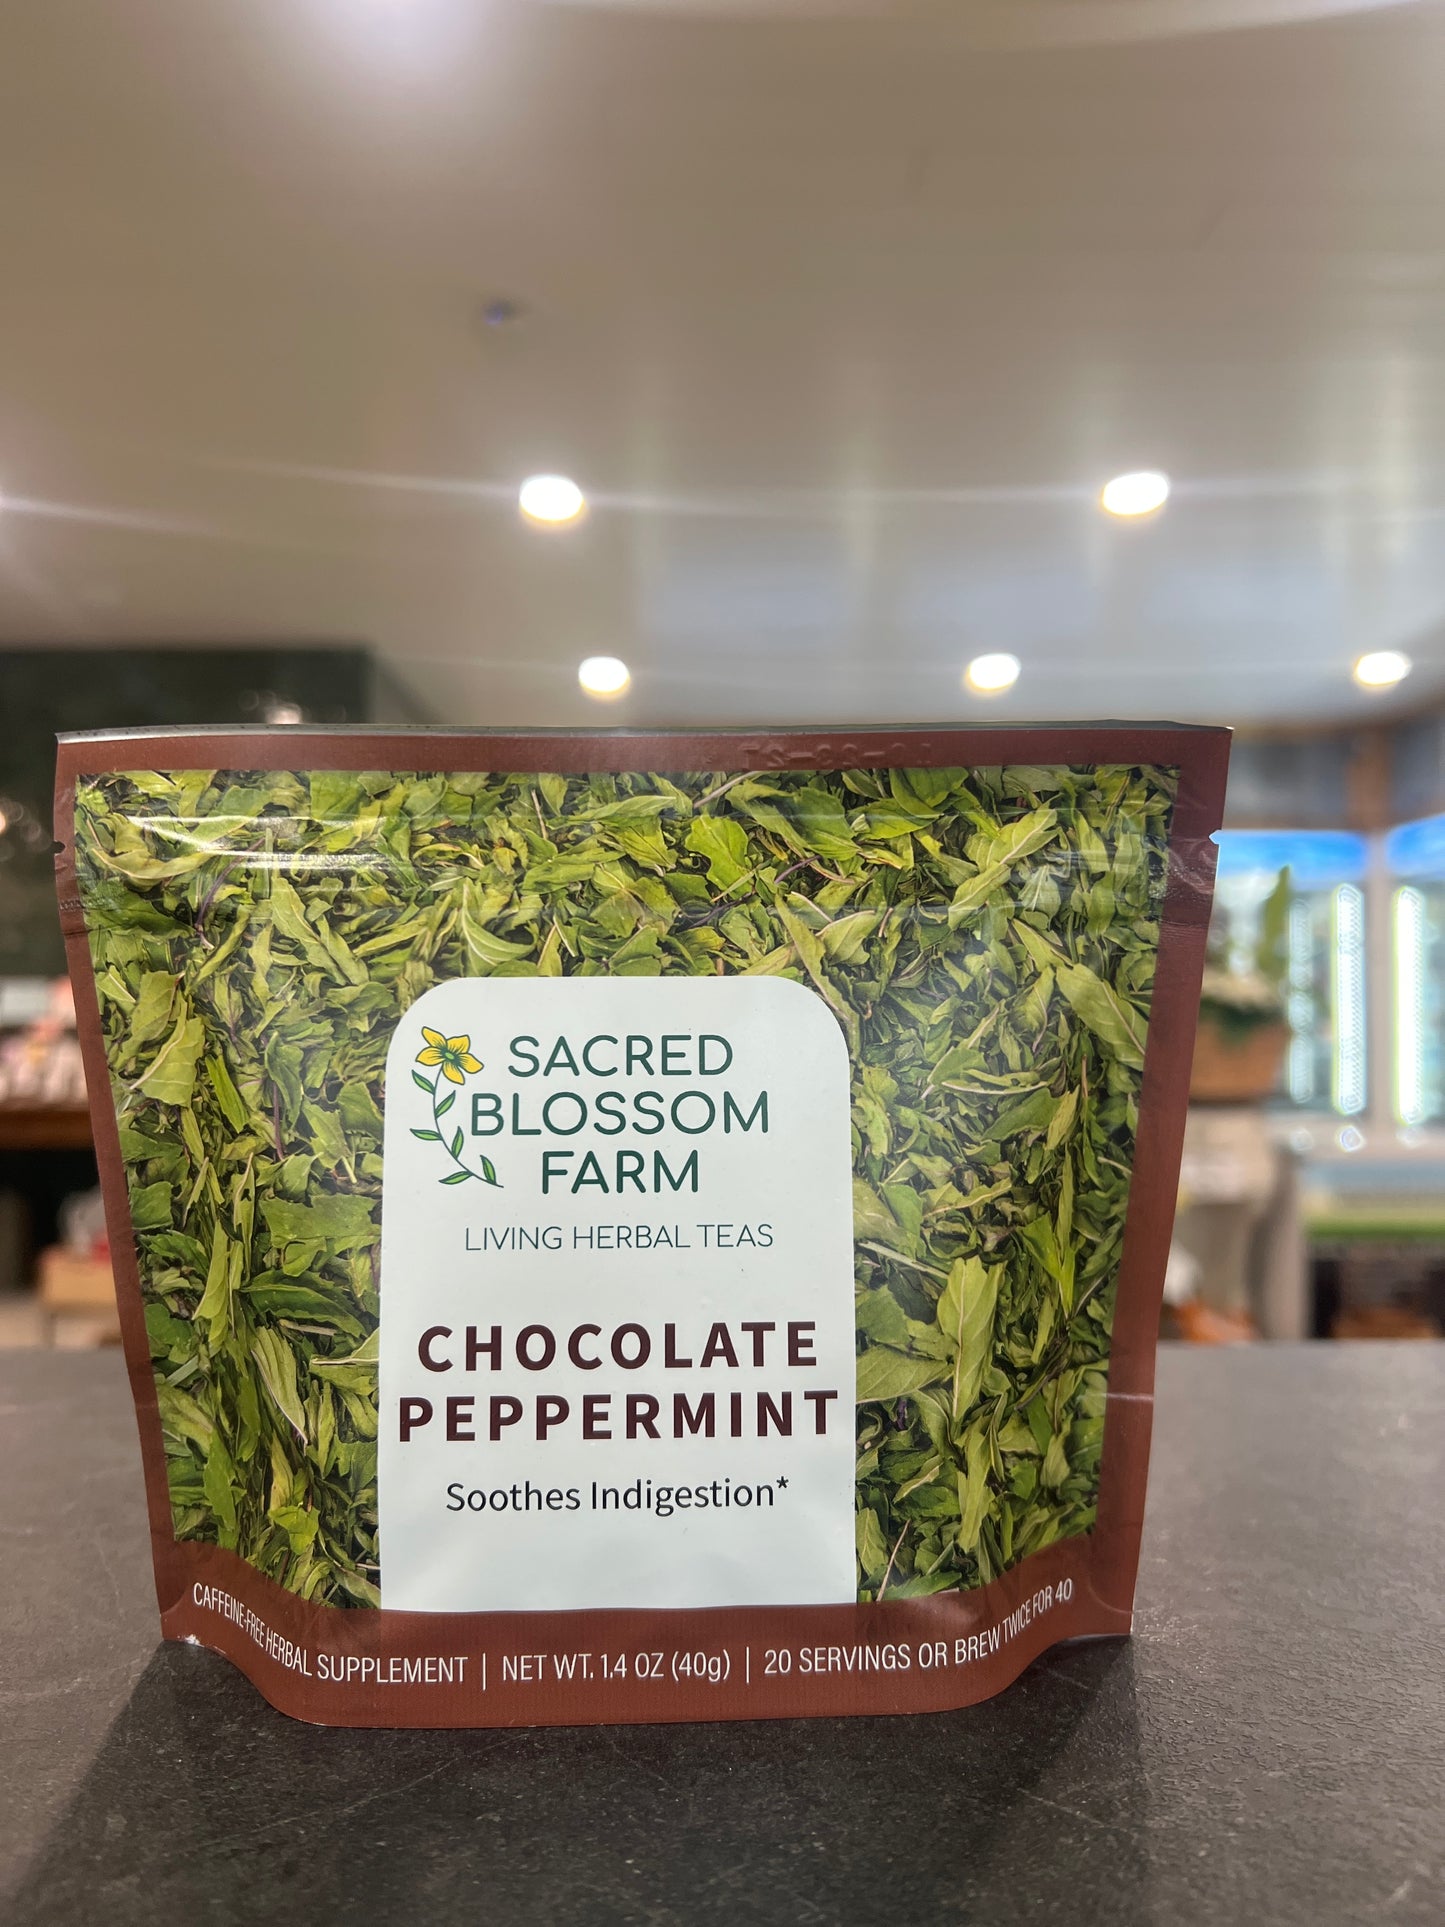 SACRED
BLOSSOM
FARM
LIVING HERBAL TEAS
CHOCOLATE
PEPPERMINT
Soothes Indigestion*
CAFFEINE-FREE HERBAL SUPPLEMENT | NET WT. 1.4 OZ (40g) | 20 SERVINGS OR BREW TWICE FOR 40